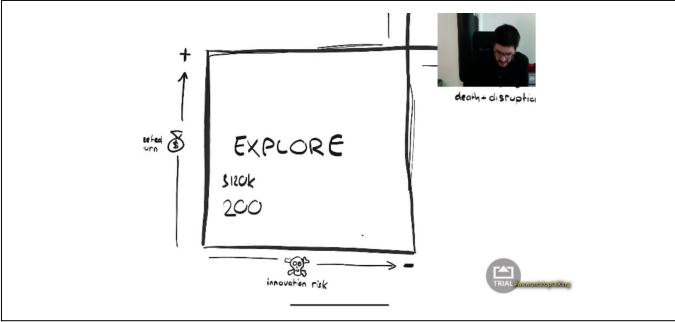 +
EXPLORE
$120k
200
-
innovation risk
death + disruption
TRIAL